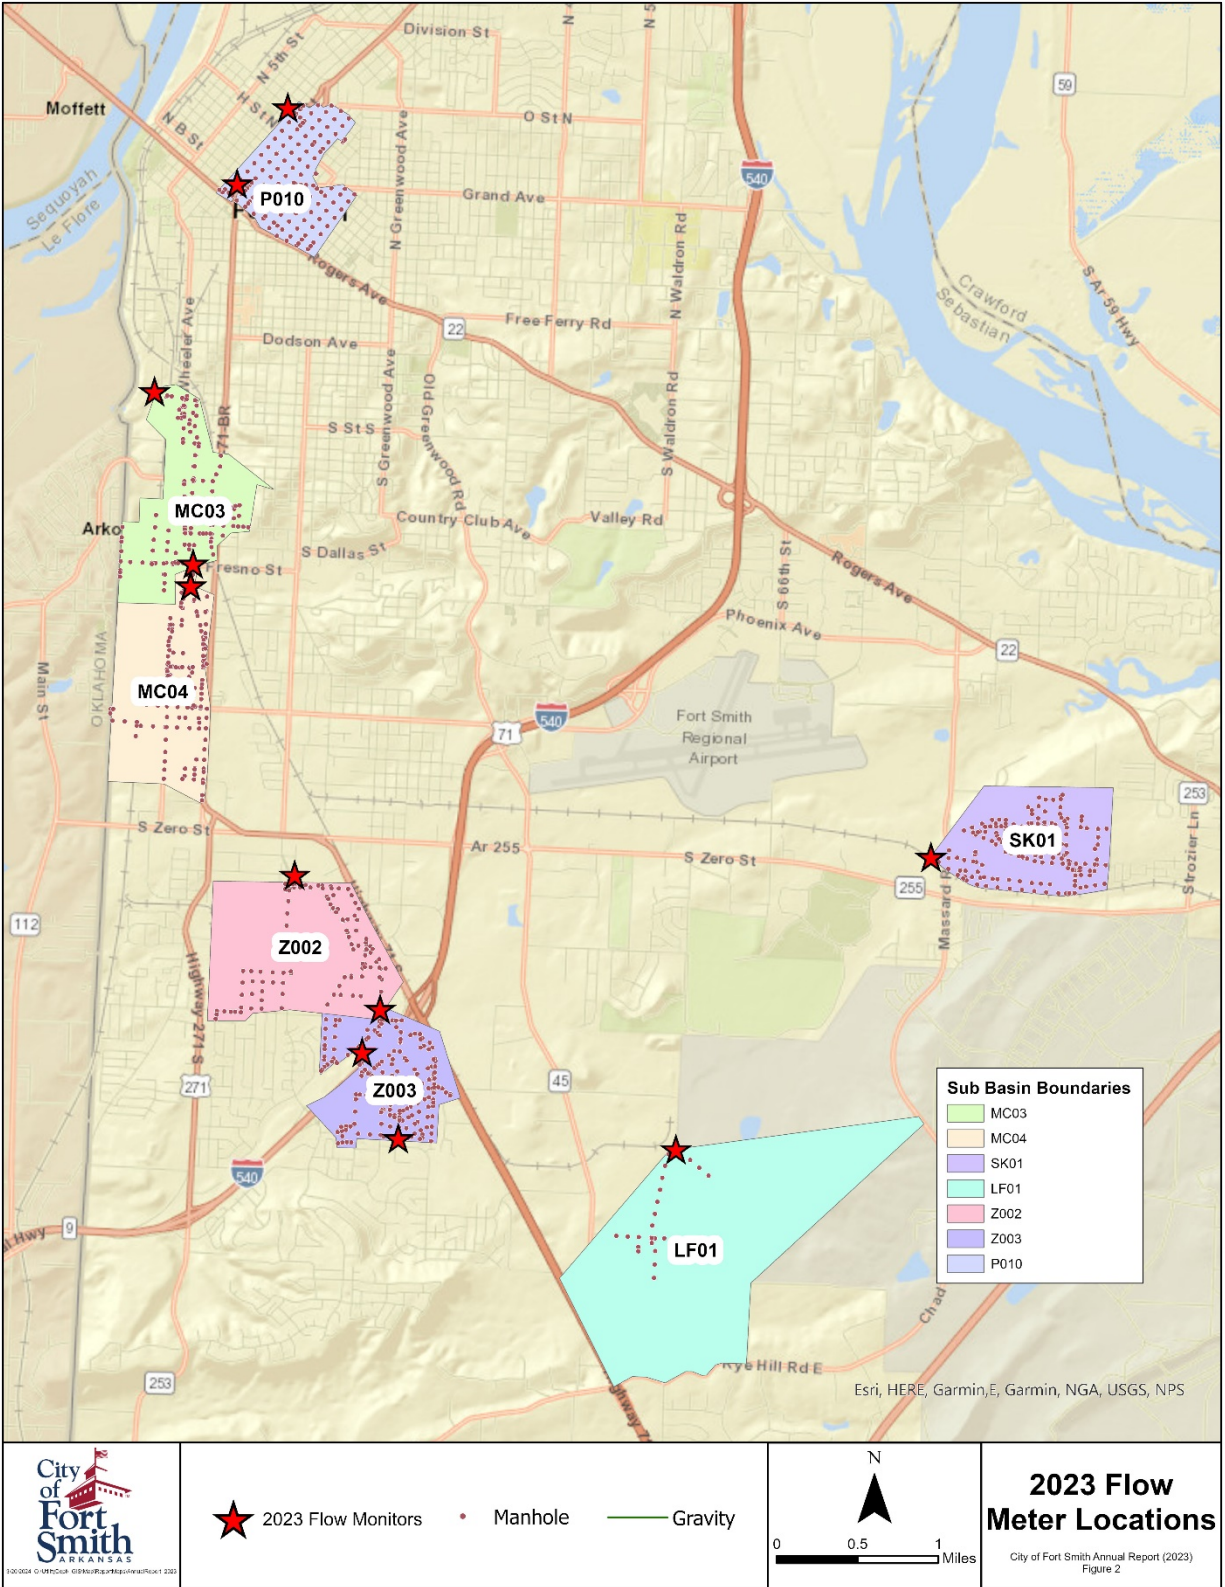 Division St
N 4
N 5
59
N 5th St
H St N
Moffett
N B St
O St N
540
N Greenwood Ave
Grand Ave
P010
Sequoyah
Le Flore
N Waldron Rd
Rogers Ave
Crawford
Sebastian
S Ar 59 Hwy
22
Free Ferry Rd
Dodson Ave
Wheeler Ave
S Greenwood Ave
Old Greenwood Rd
71-BR
S Waldron Rd
S St S
MC03
Country Club Ave
Valley Rd
Arko
S Dallas St
S 66th St
Fresno St
Rogers Ave
Phoenix Ave
22
OKLAHOMA
Main St
MC04
540
71
Fort Smith
Regional
Airport
253
S Zero St
Ar 255
S Zero St
SK01
Strozier Ln
255
Massard R
112
Z002
Highway 271 S
Z003
45
271
540
9
al Hwy
LF01
Chad
Rye Hill Rd E
253
Highway 7
Sub Basin Boundaries
MC03
MC04
SK01
LF01
Z002
Z003
P010
Esri, HERE, Garmin,E, Garmin, NGA, USGS, NPS
City
of
Fort
Smith
ARKANSAS
2023 Flow Monitors
Manhole
Gravity
N
0 0.5 1
Miles
2023 Flow
Meter Locations
City of Fort Smith Annual Report (2023)
Figure 2